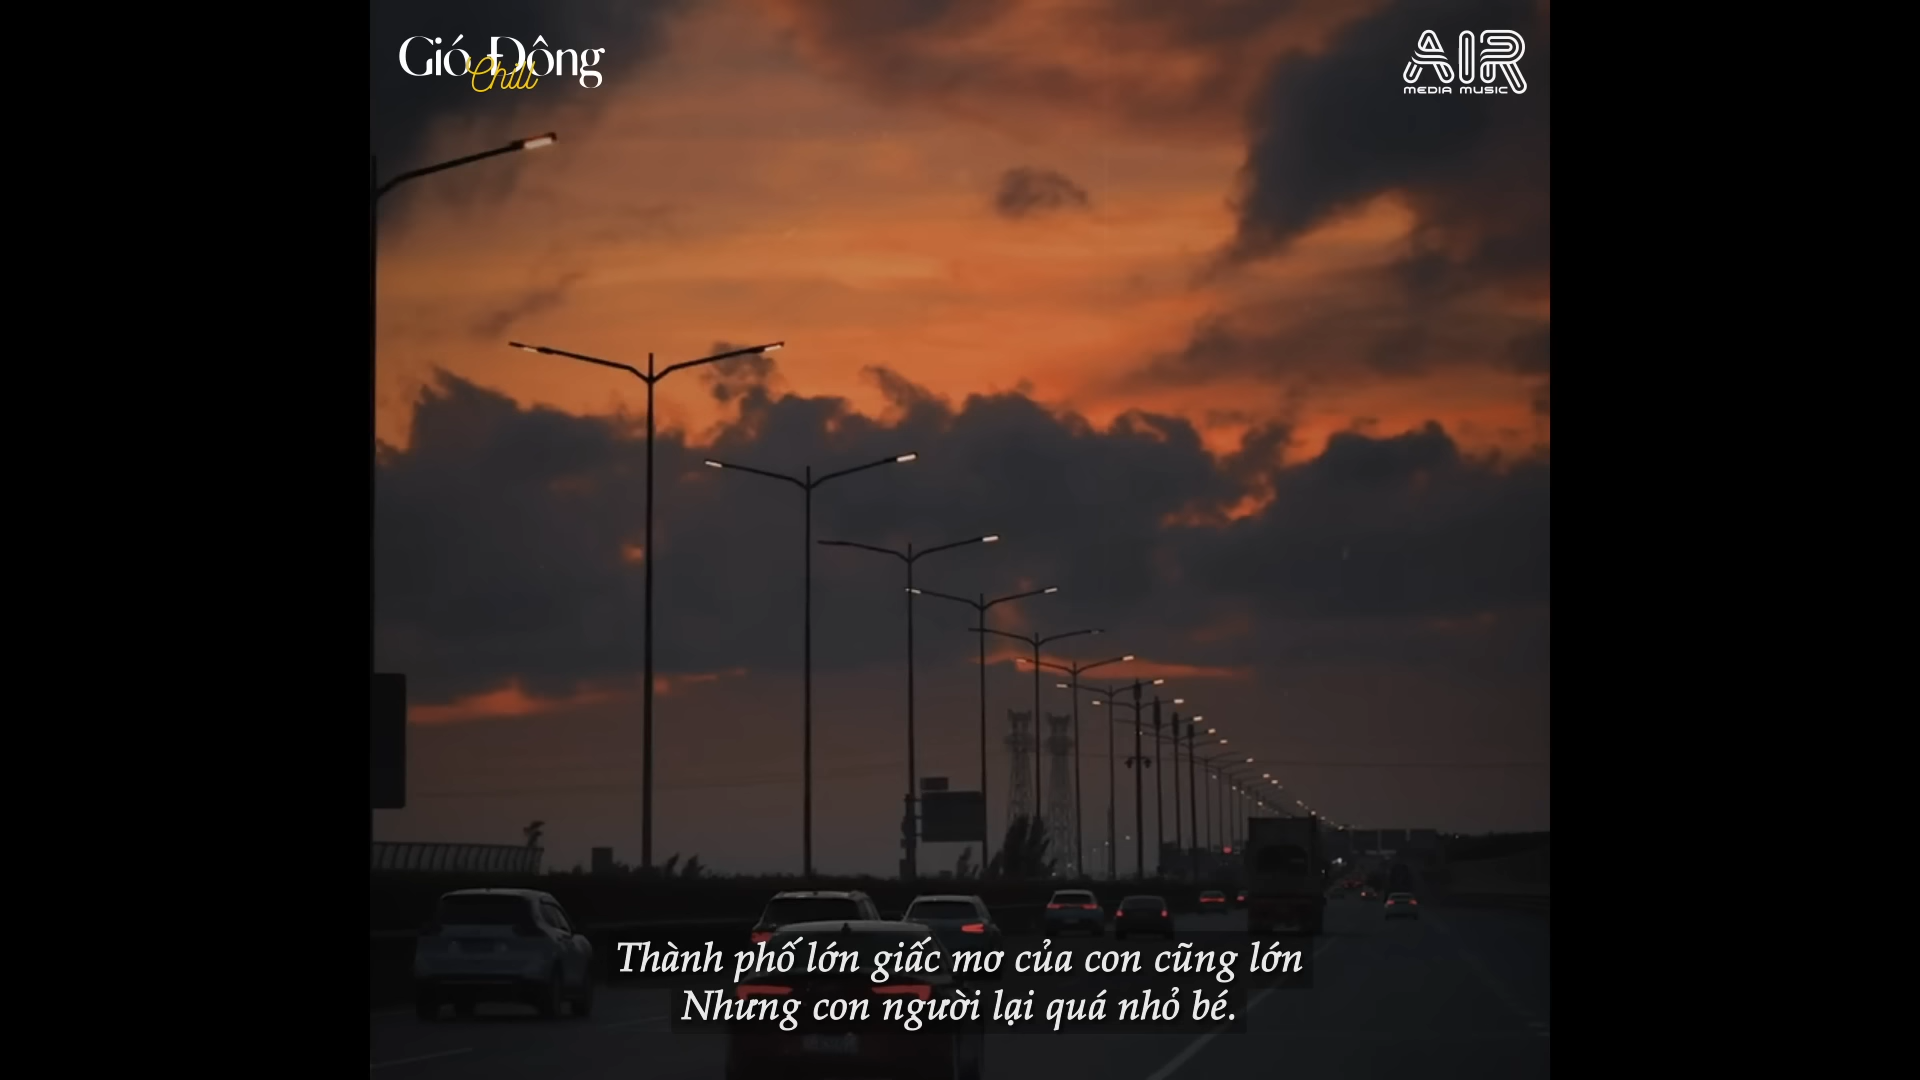 Gió Đông
Chill
AIR
MEDIA MUSIC
Thành phố lớn giấc mơ của con cũng lớn
Nhưng con người lại quá nhỏ bé.